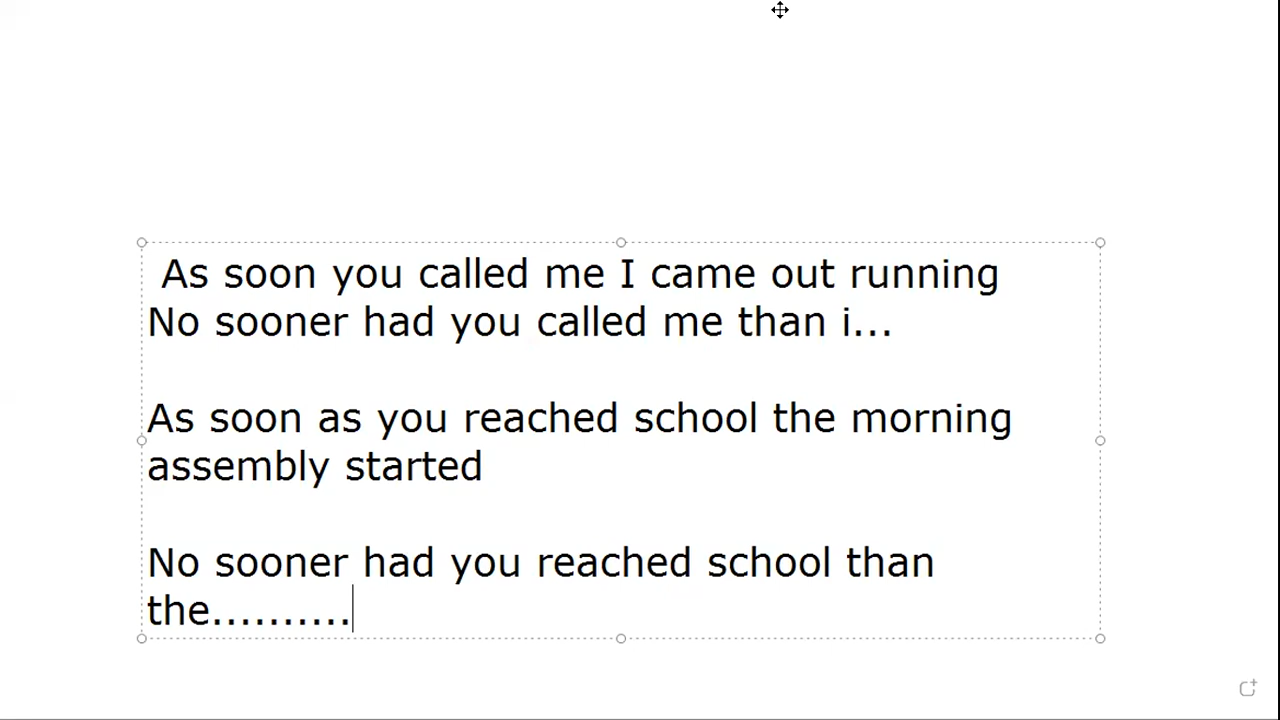 As soon you called me I came out running
No sooner had you called me than i...
As soon as you reached school the morning
assembly started
No sooner had you reached school than
the..........